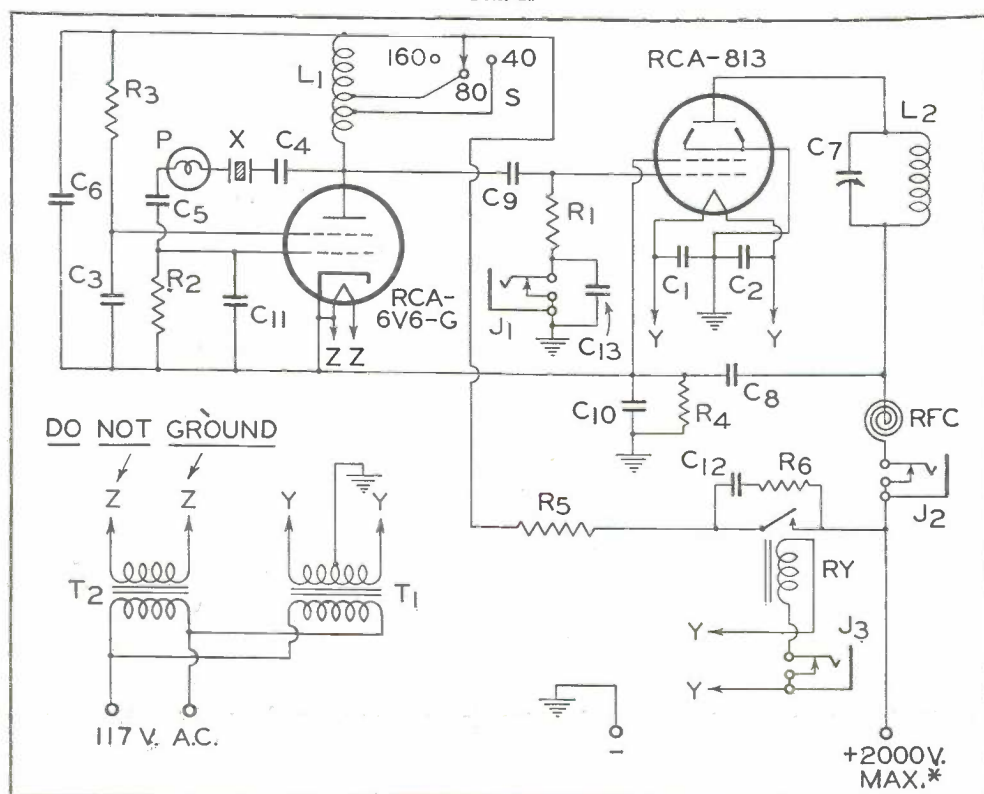 160
40
RCA-813
L1
80
S
L2
R3
P
X
C4
C7
C6
C9
C5
R1
R2
C3
C11
RCA-
6V6-G
J1
C13
C1
C2
Z Z
Y
Y
C8
C10
R4
DO NOT GROUND
RFC
Z
Z
Y
Y
C12
R6
R5
J2
T2
T1
RY
Y
J3
Y
117 V. A.C.
-
+2000V.
MAX.*